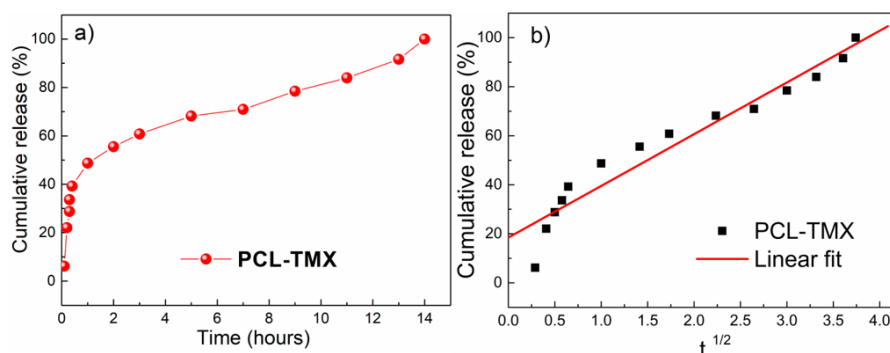 a)
Cumulative release (%)
100
80
60
40
20
0
PCL-TMX
0 2 4 6 8 10 12 14
Time (hours)
b)
Cumulative release (%)
100
80
60
40
20
0
PCL-TMX
Linear fit
0.0 0.5 1.0 1.5 2.0 2.5 3.0 3.5 4.0
t 1/2